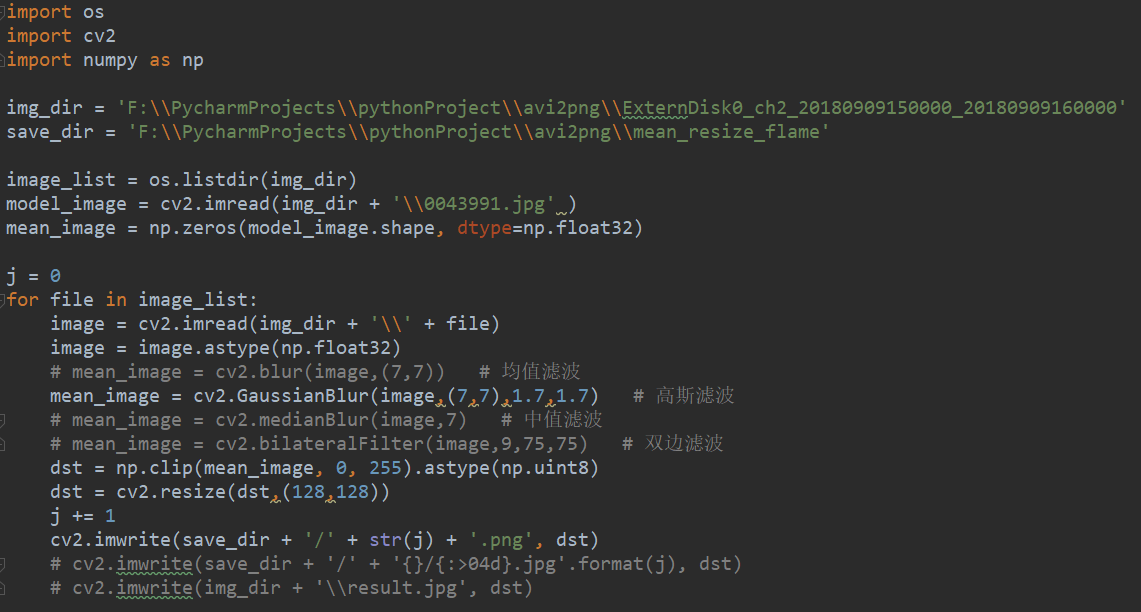 import os
import cv2
import numpy as np
img_dir = 'F:\\PycharmProjects\\pythonProject\\avi2png\\ExternDisk0_ch2_20180909150000_20180909160000'
save_dir = 'F:\\PycharmProjects\\pythonProject\\avi2png\\mean_resize_flame'
image_list = os.listdir(img_dir)
model_image = cv2.imread(img_dir + '\\0043991.jpg' )
mean_image = np.zeros(model_image.shape, dtype=np.float32)
j = 0
for file in image_list:
    image = cv2.imread(img_dir + '\\' + file)
    image = image.astype(np.float32)
    # mean_image = cv2.blur(image,(7,7))   # 均值滤波
    mean_image = cv2.GaussianBlur(image,(7,7),1.7,1.7)   # 高斯滤波
    # mean_image = cv2.medianBlur(image,7)   # 中值滤波
    # mean_image = cv2.bilateralFilter(image,9,75,75)   # 双边滤波
    dst = np.clip(mean_image, 0, 255).astype(np.uint8)
    dst = cv2.resize(dst,(128,128))
    j += 1
    cv2.imwrite(save_dir + '/' + str(j) + '.png', dst)
    # cv2.imwrite(save_dir + '/' + '{}/{:>04d}.jpg'.format(j), dst)
    # cv2.imwrite(img_dir + '\\result.jpg', dst)